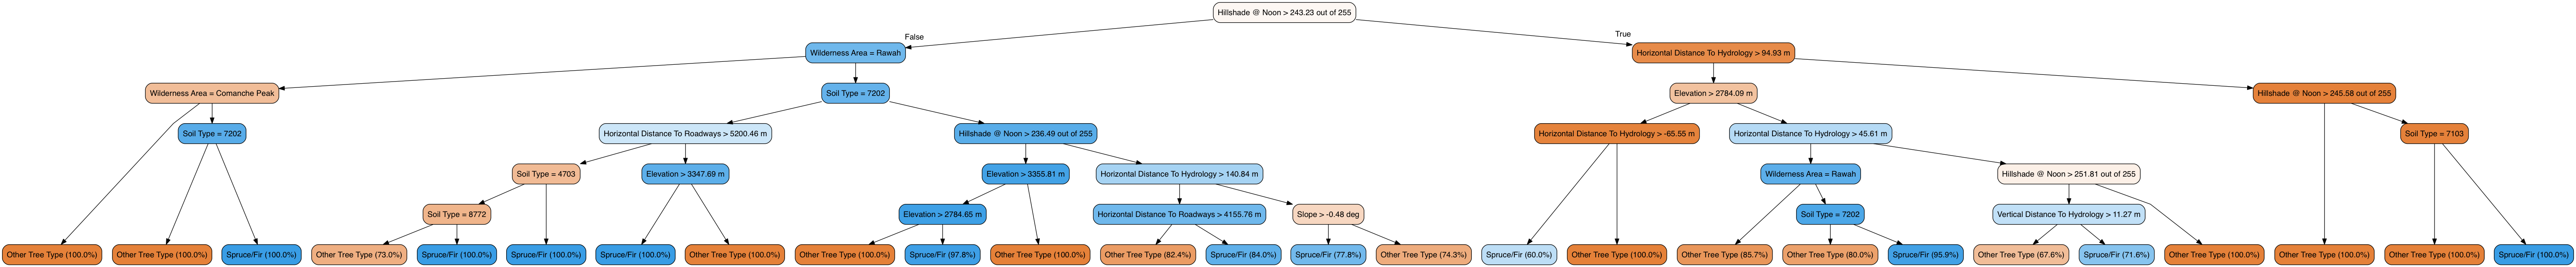 Hillshade @ Noon > 243.23 out of 255
False
True
Wilderness Area = Rawah
Horizontal Distance To Hydrology > 94.93 m
Wilderness Area = Comanche Peak
Soil Type = 7202
Elevation > 2784.09 m
Hillshade @ Noon > 245.58 out of 255
Soil Type = 7202
Horizontal Distance To Roadways > 5200.46 m
Hillshade @ Noon > 236.49 out of 255
Horizontal Distance To Hydrology > -65.55 m
Horizontal Distance To Hydrology > 45.61 m
Soil Type = 7103
Soil Type = 4703
Elevation > 3347.69 m
Elevation > 3355.81 m
Horizontal Distance To Hydrology > 140.84 m
Wilderness Area = Rawah
Hillshade @ Noon > 251.81 out of 255
Soil Type = 8772
Elevation > 2784.65 m
Horizontal Distance To Roadways > 4155.76 m
Slope > -0.48 deg
Soil Type = 7202
Vertical Distance To Hydrology > 11.27 m
Other Tree Type (100.0%)
Other Tree Type (100.0%)
Spruce/Fir (100.0%)
Other Tree Type (73.0%)
Spruce/Fir (100.0%)
Spruce/Fir (100.0%)
Spruce/Fir (100.0%)
Other Tree Type (100.0%)
Other Tree Type (100.0%)
Spruce/Fir (97.8%)
Other Tree Type (100.0%)
Other Tree Type (82.4%)
Spruce/Fir (84.0%)
Spruce/Fir (77.8%)
Other Tree Type (74.3%)
Spruce/Fir (60.0%)
Other Tree Type (100.0%)
Other Tree Type (85.7%)
Other Tree Type (80.0%)
Spruce/Fir (95.9%)
Other Tree Type (67.6%)
Spruce/Fir (71.6%)
Other Tree Type (100.0%)
Other Tree Type (100.0%)
Other Tree Type (100.0%)
Spruce/Fir (100.0%)